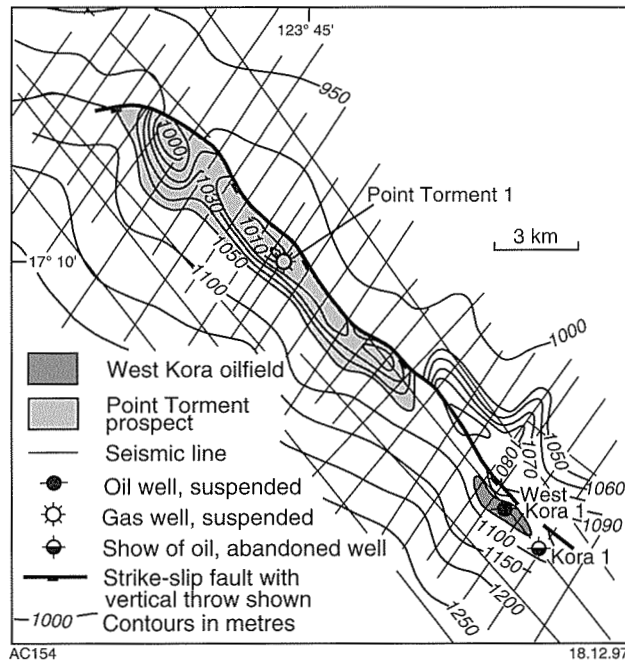 123° 45'
950
1000
Point Torment 1
1030
1010
3 km
1050
17° 10'
1100
1000
West Kora oilfield
Point Torment
prospect
Seismic line
Oil well, suspended
Gas well, suspended
Show of oil, abandoned well
Strike-slip fault with
vertical throw shown
1000 Contours in metres
1080
1070
1050
1060
West
Kora 1
1090
1100
1150
Kora 1
1200
1250
AC154
18.12.97